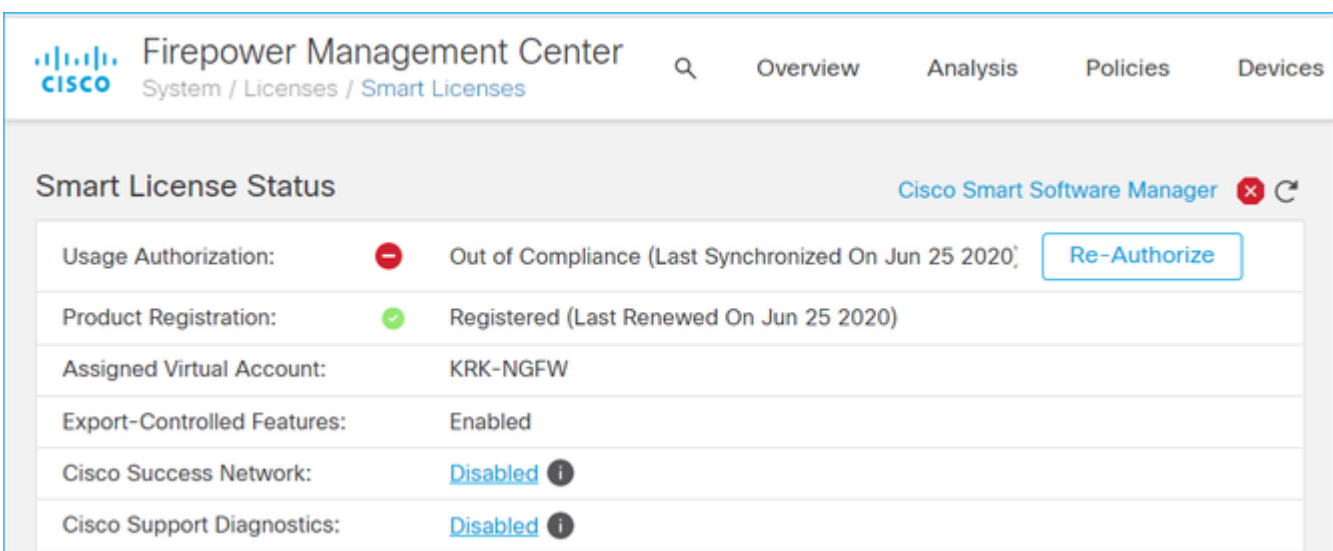 CISCO
Firepower Management Center
System / Licenses / Smart Licenses
Overview
Analysis
Policies
Devices
Smart License Status
Cisco Smart Software Manager
Usage Authorization:
Out of Compliance (Last Synchronized On Jun 25 2020)
Re-Authorize
Product Registration:
Registered (Last Renewed On Jun 25 2020)
Assigned Virtual Account:
KRK-NGFW
Export-Controlled Features:
Enabled
Cisco Success Network:
Disabled
Cisco Support Diagnostics:
Disabled